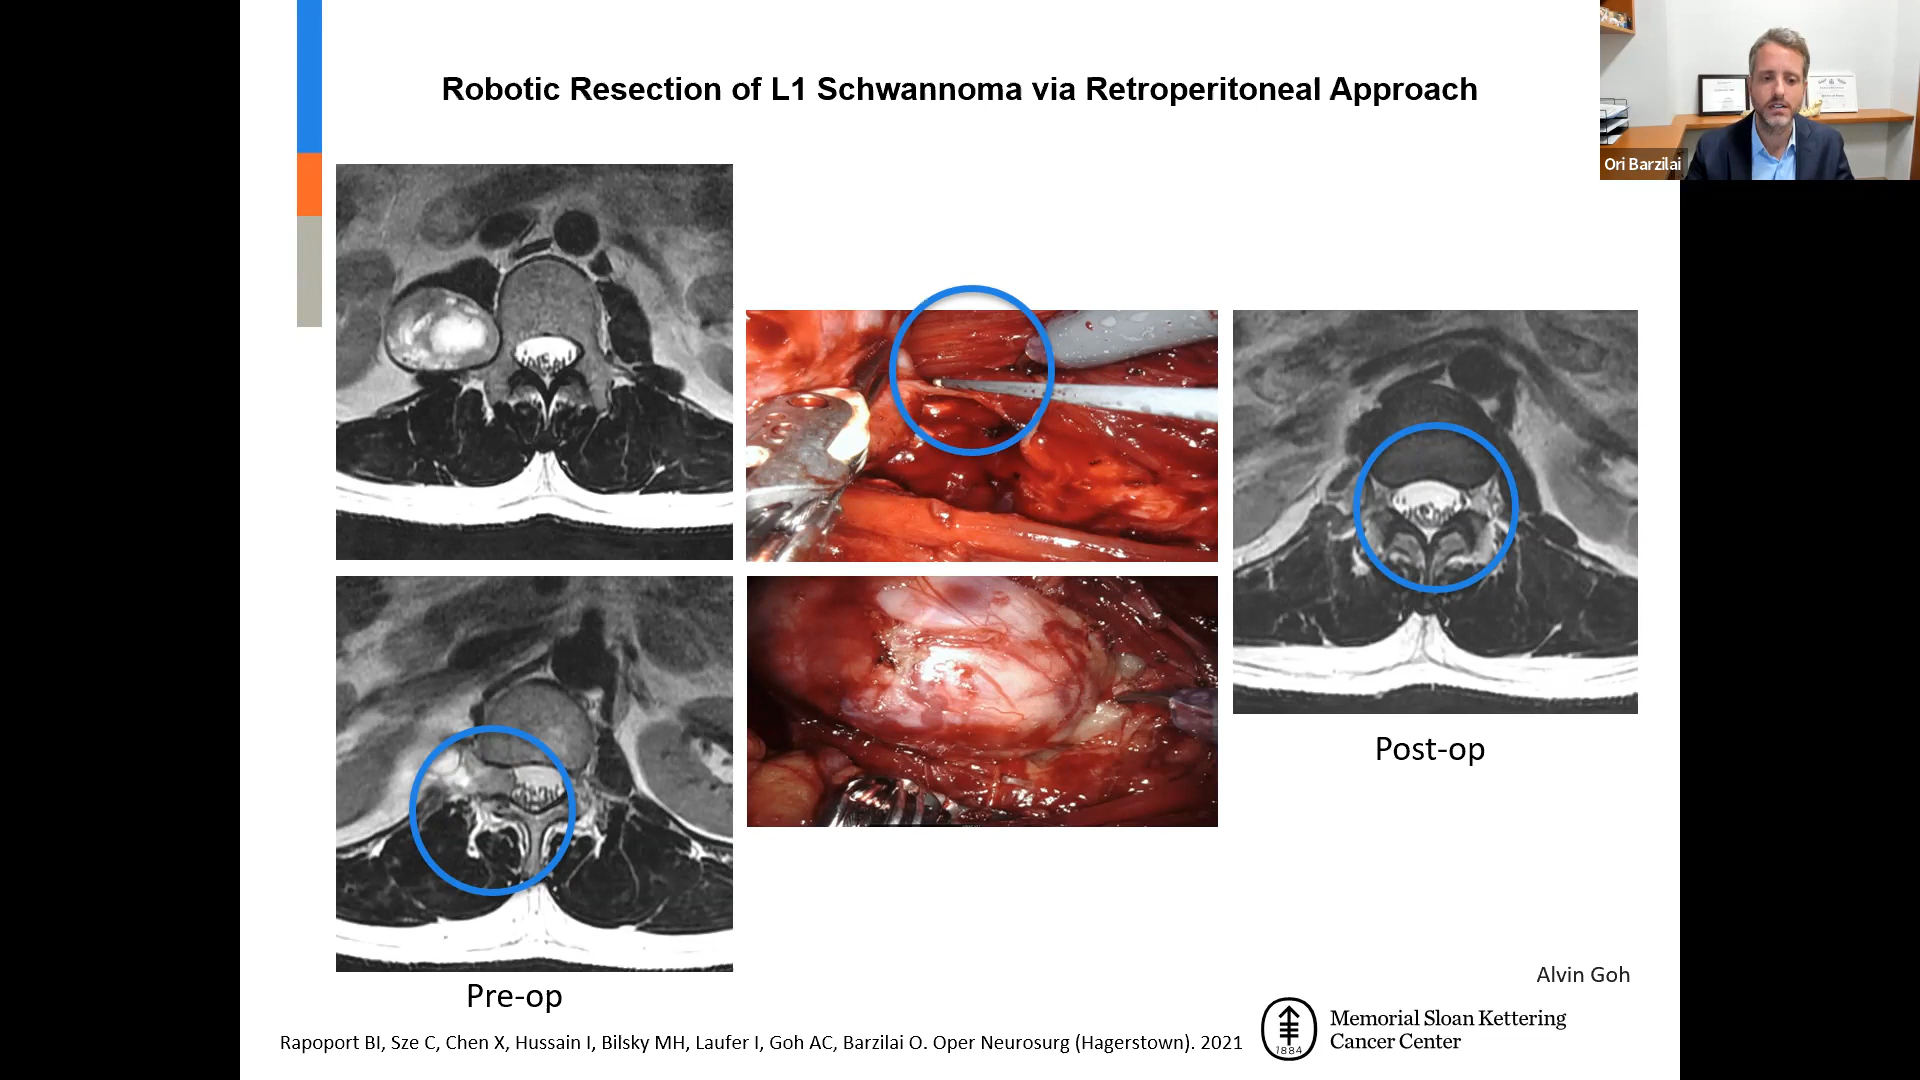 Robotic Resection of L1 Schwannoma via Retroperitoneal Approach
Ori Barzilai
Post-op
Pre-op
Alvin Goh
Rapoport BI, Sze C, Chen X, Hussain I, Bilsky MH, Laufer I, Goh AC, Barzilai O. Oper Neurosurg (Hagerstown). 2021
1884
Memorial Sloan Kettering
Cancer Center